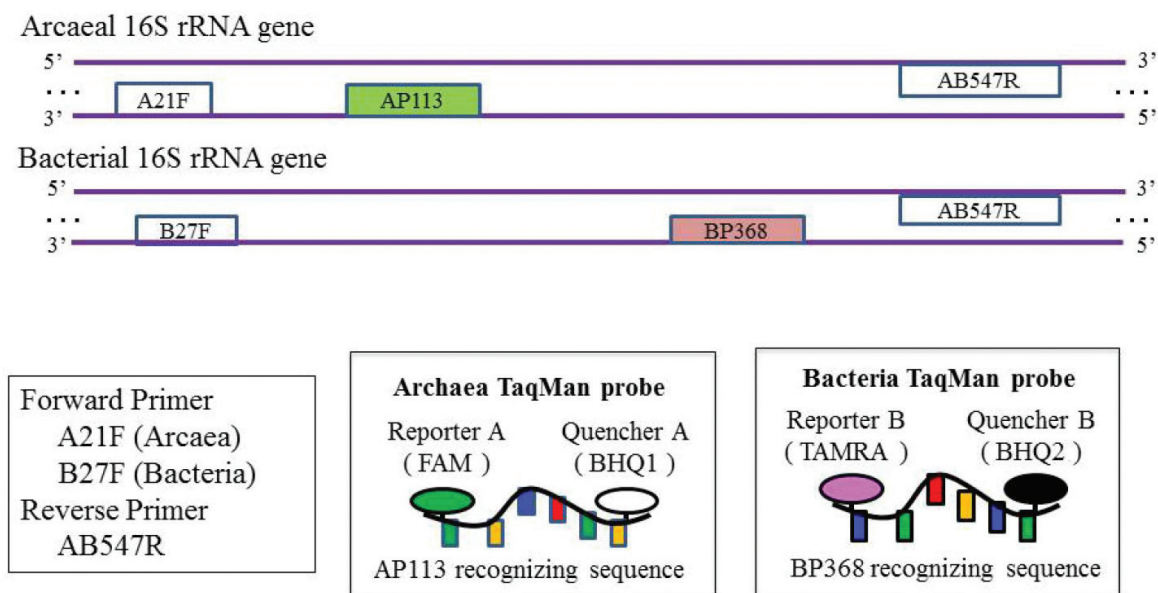 Arcaeal 16S rRNA gene
5’ 3’
AB547R
... A21F AP113 ...
3’ 5’
Bacterial 16S rRNA gene
5’ 3’
AB547R
... B27F BP368 ...
3’ 5’
Forward Primer
A21F (Arcaea)
B27F (Bacteria)
Reverse Primer
AB547R
Archaea TaqMan probe
Reporter A Quencher A
( FAM ) ( BHQ1 )
AP113 recognizing sequence
Bacteria TaqMan probe
Reporter B Quencher B
( TAMRA ) ( BHQ2 )
BP368 recognizing sequence